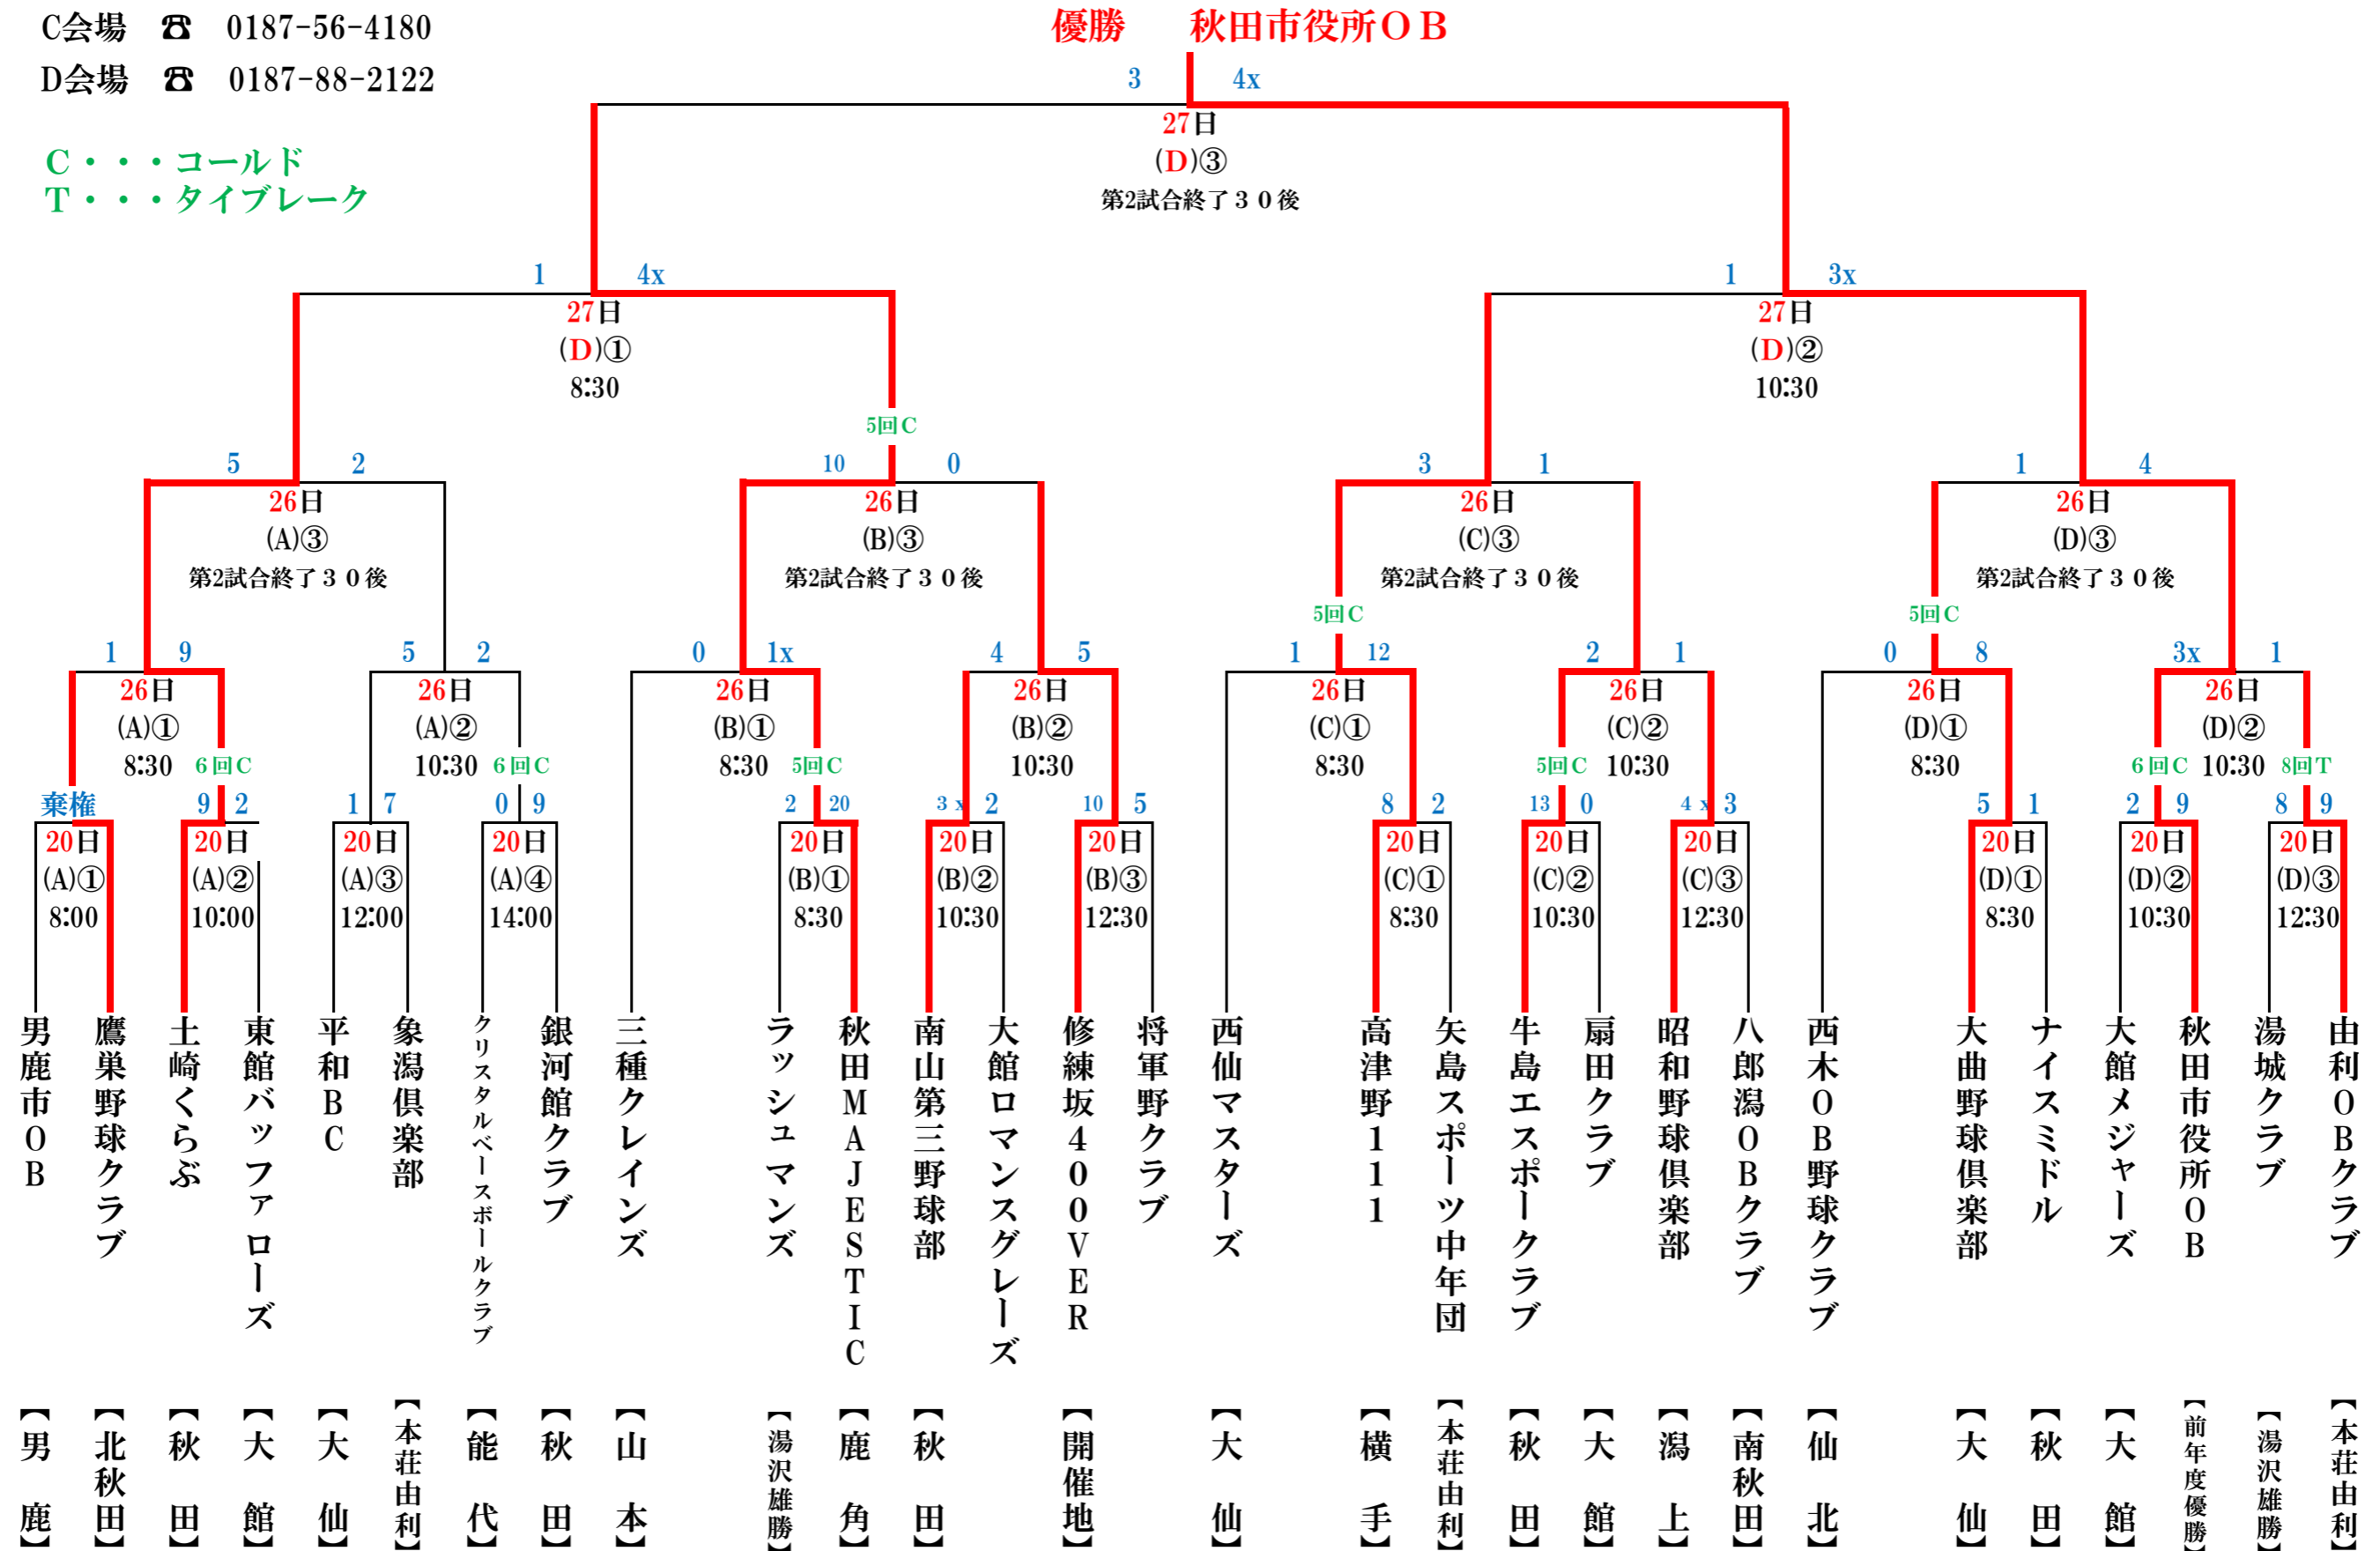 C会場　☎　0187-56-4180
D会場　☎　0187-88-2122
C・・・コールド
T・・・タイブレーク
優勝　秋田市役所ＯＢ
3　4x
27日
(D)③
第2試合終了３０後
1　4x
27日
(D)①
8:30
1　3x
27日
(D)②
10:30
5回C
5　2
26日
(A)③
第2試合終了３０後
10　0
26日
(B)③
第2試合終了３０後
3　1
26日
(C)③
第2試合終了３０後
1　4
26日
(D)③
第2試合終了３０後
5回C
5回C
1　9
26日
(A)①
8:30
5　2
26日
(A)②
10:30
0　1x
26日
(B)①
8:30
4　5
26日
(B)②
10:30
1　12
26日
(C)①
8:30
2　1
26日
(C)②
10:30
0　8
26日
(D)①
8:30
3x　1
26日
(D)②
10:30
6回C
6回C
5回C
5回C
6回C
8回T
棄権
20日
(A)①
8:00
9　2
20日
(A)②
10:00
1　7
20日
(A)③
12:00
0　9
20日
(A)④
14:00
2　20
20日
(B)①
8:30
3 x　2
20日
(B)②
10:30
10　5
20日
(B)③
12:30
8　2
20日
(C)①
8:30
13　0
20日
(C)②
10:30
4 x　3
20日
(C)③
12:30
5　1
20日
(D)①
8:30
2　9
20日
(D)②
10:30
8　9
20日
(D)③
12:30
男鹿市OB
鷹巣野球クラブ
土崎くらぶ
東館バッファローズ
平和BC
象潟倶楽部
クリスタルベースボールクラブ
銀河館クラブ
三種クレインズ
ラッシュマンズ
秋田MAJESTIC
南山第三野球部
大館ロマンスグレーズ
修練坂４００VER
将軍野クラブ
西仙マスターズ
高津野１１１
矢島スポーツ中年団
牛島エスポークラブ
扇田クラブ
昭和野球倶楽部
八郎潟OBクラブ
西木OB野球クラブ
大曲野球倶楽部
ナイスミドル
大館メジャーズ
秋田市役所OB
湯城クラブ
由利OBクラブ
【男　鹿】
【北秋田】
【秋　田】
【大　館】
【大　仙】
【本荘由利】
【能　代】
【秋　田】
【山　本】
【湯沢雄勝】
【鹿　角】
【秋　田】
【開催地】
【大　仙】
【横　手】
【本荘由利】
【秋　田】
【大　館】
【潟　上】
【南秋田】
【仙　北】
【大　仙】
【秋　田】
【大　館】
【前年度優勝】
【湯沢雄勝】
【本荘由利】